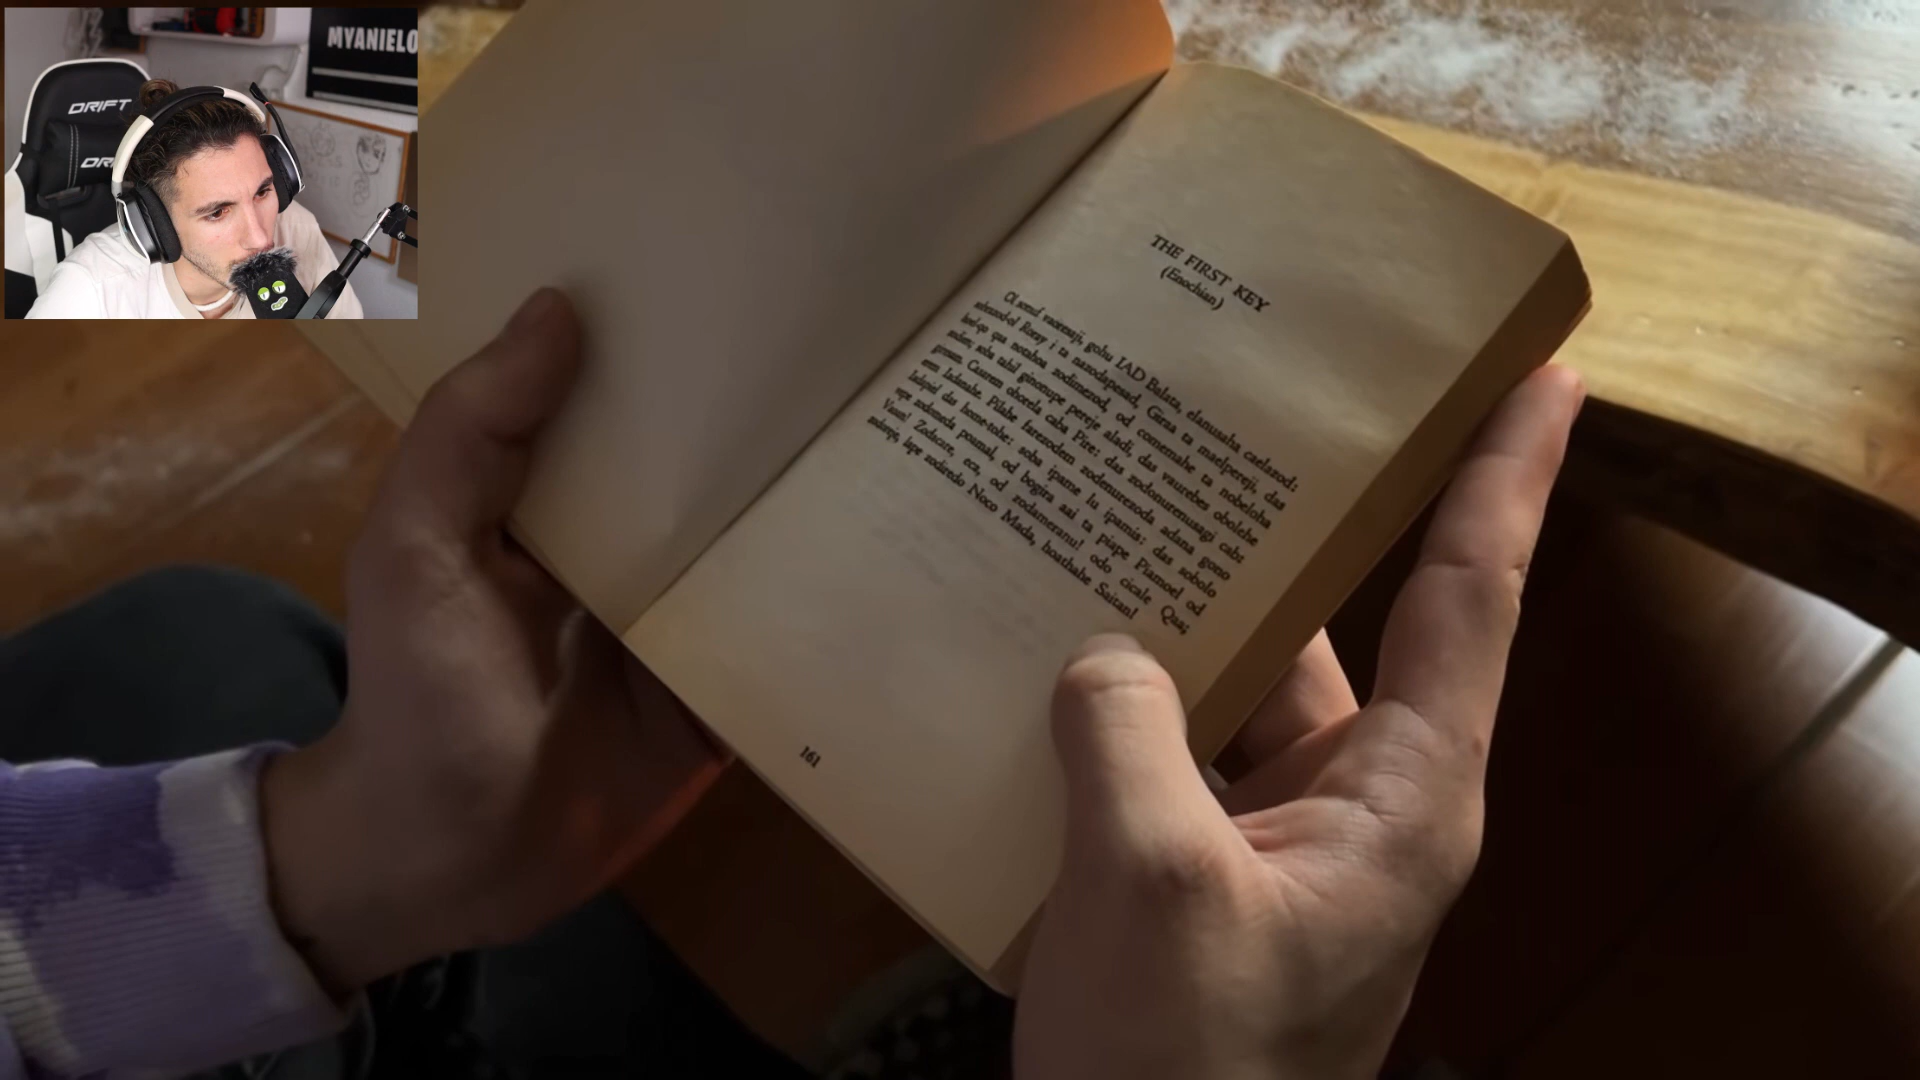 MYANIELO
DRIFT
THE FIRST KEY
(Enochian)
Ol sonuf vaoresaji, gohu IAD Balata, elanusaha caelazod:
sobrazod-ol Roray i ta nazodapesad, Giraa ta maelpereji, das
hoel-qo qaa notahoa zodimezod, od comemahe ta nobeloha
zodien; soba tahil ginonupe pereje aladi, das vaurebes obolehe
giresam. Casarem ohorela caba Pire: das zodonurenusagi cab:
erem Iadanahe. Pilahe farezodem zodenurezoda adana gono
Iadapiel das home-tohe: soba ipame lu ipamis: das sobolo
vepe zodomeda poamal, od bogira aai ta piape Piamoel od
Vaoan! Zodacare, eca, od zodameranu! odo cicale Qaa;
zodoreje, lape zodiredo Noco Mada, hoathahe Saitan!
161